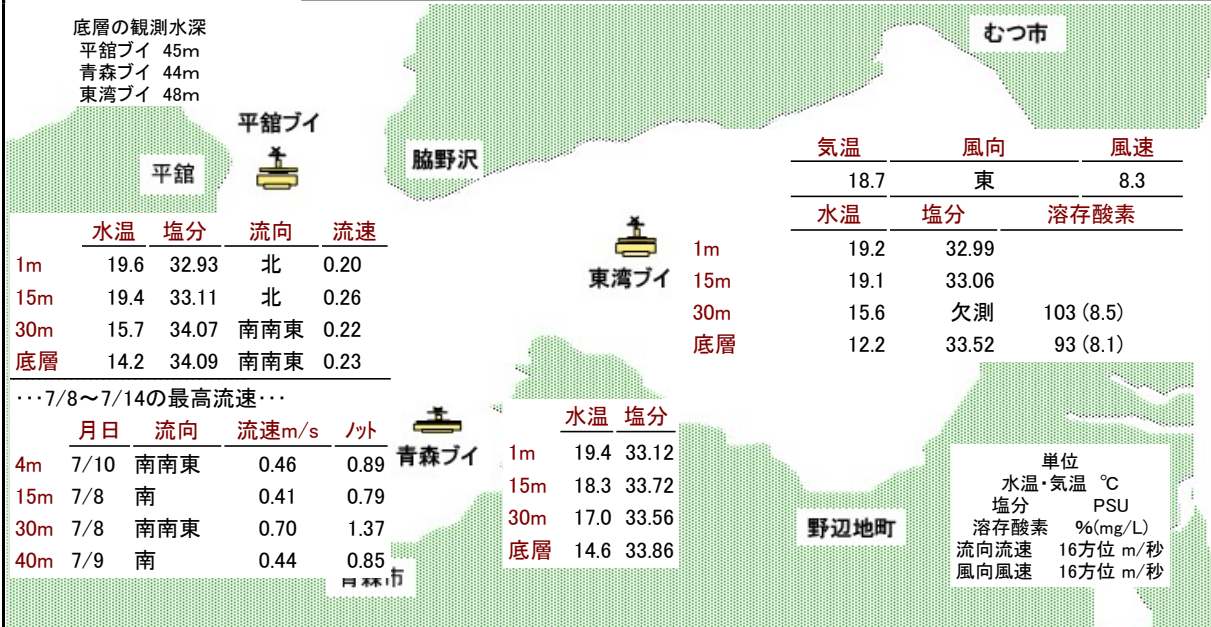 底層の観測水深
平舘ブイ 45m
青森ブイ 44m
東湾ブイ 48m
むつ市
平舘ブイ
平舘
脇野沢
気温 風向 風速
18.7 東 8.3
水温 塩分 溶存酸素
1m 19.2 32.99
15m 19.1 33.06
30m 15.6 欠測 103 (8.5)
底層 12.2 33.52 93 (8.1)
東湾ブイ
水温 塩分 流向 流速
1m 19.6 32.93 北 0.20
15m 19.4 33.11 北 0.26
30m 15.7 34.07 南南東 0.22
底層 14.2 34.09 南南東 0.23
･･･7/8～7/14の最高流速･･･
月日 流向 流速m/s ノット
4m 7/10 南南東 0.46 0.89
15m 7/8 南 0.41 0.79
30m 7/8 南南東 0.70 1.37
40m 7/9 南 0.44 0.85
青森ブイ
水温 塩分
1m 19.4 33.12
15m 18.3 33.72
30m 17.0 33.56
底層 14.6 33.86
青森市
野辺地町
単位
水温･気温 ℃
塩分 PSU
溶存酸素 %(mg/L)
流向流速 16方位 m/秒
風向風速 16方位 m/秒